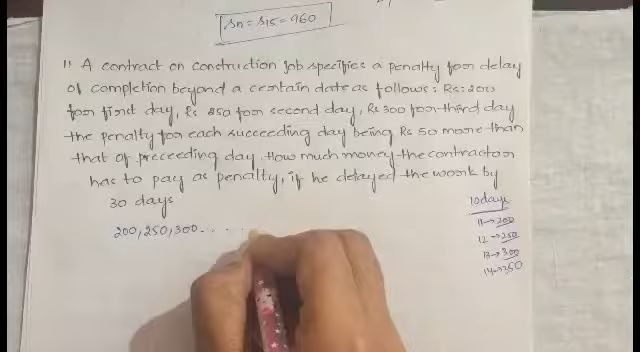 Sn = S15 = 960
11 A contract on construction job specifies a penalty for delay
of completion beyond a certain date as follows: Rs: 200
for first day, Rs 250 for second day, Rs 300 for third day
the penalty for each succeeding day being Rs 50 more than
that of preceeding day. How much money the contractor
has to pay as penalty, if he delayed the work by
30 days
10 days
11 → 200
12 → 250
13 → 300
14 → 350
200, 250, 300 . . . . .